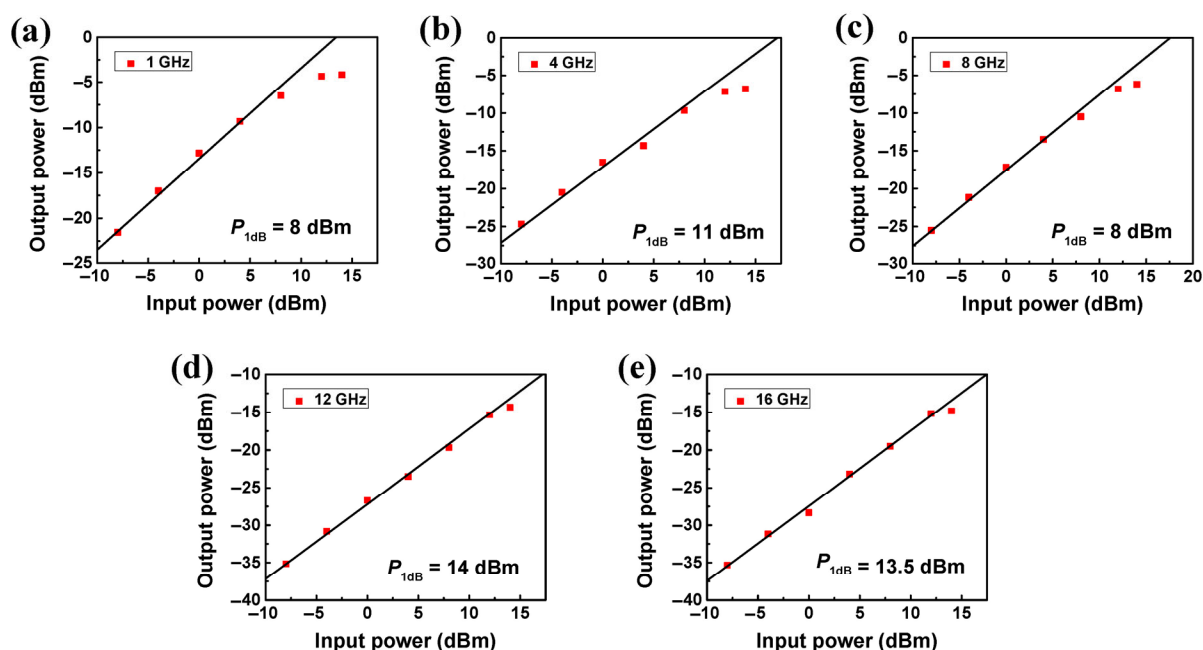 (a)
1 GHz
Output power (dBm)
0
−5
−10
−15
−20
−25
P1dB = 8 dBm
−10 −5 0 5 10 15
Input power (dBm)
(b)
4 GHz
Output power (dBm)
0
−5
−10
−15
−20
−25
−30
P1dB = 11 dBm
−10 −5 0 5 10 15
Input power (dBm)
(c)
8 GHz
Output power (dBm)
0
−5
−10
−15
−20
−25
−30
P1dB = 8 dBm
−10 −5 0 5 10 15 20
Input power (dBm)
(d)
12 GHz
Output power (dBm)
−10
−15
−20
−25
−30
−35
−40
P1dB = 14 dBm
−10 −5 0 5 10 15
Input power (dBm)
(e)
16 GHz
Output power (dBm)
−10
−15
−20
−25
−30
−35
−40
P1dB = 13.5 dBm
−10 −5 0 5 10 15
Input power (dBm)